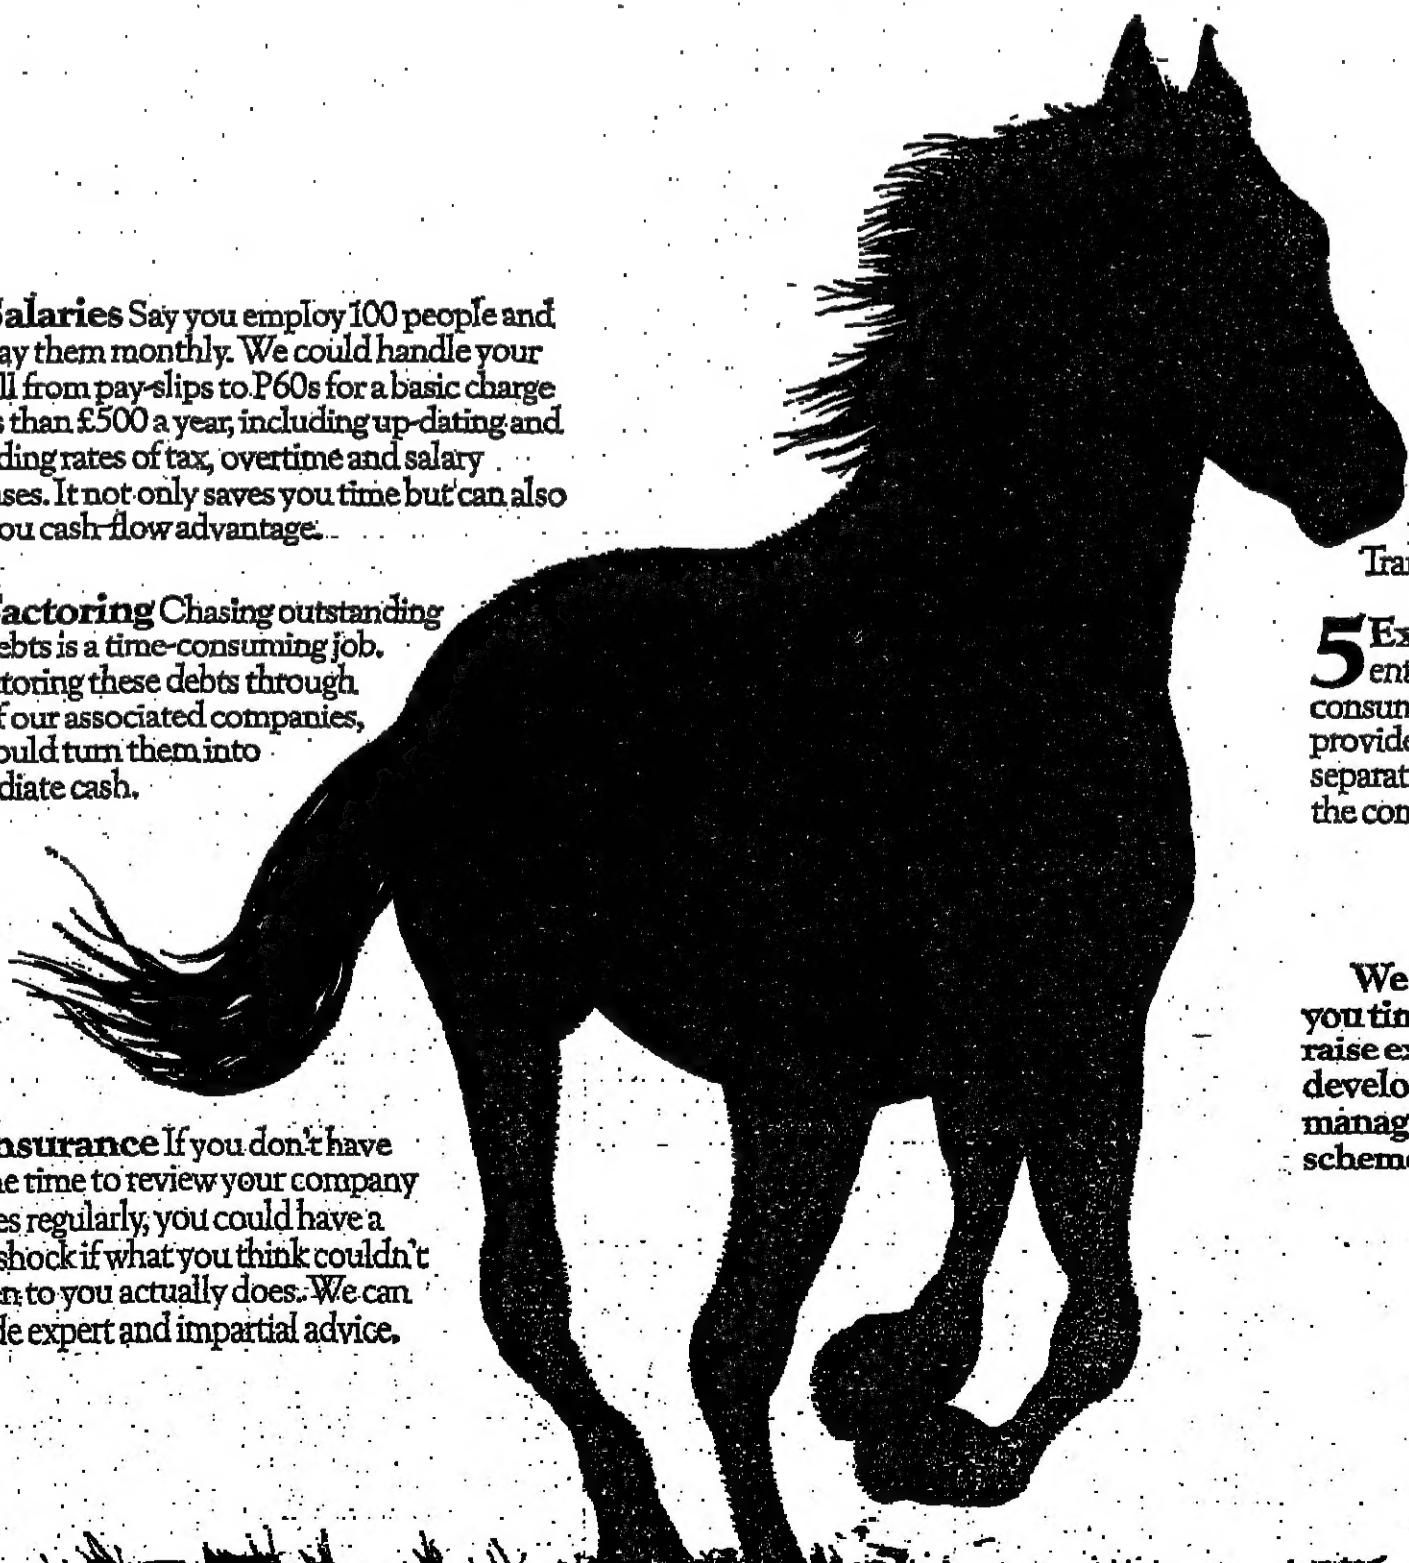 Salaries Say you employ 100 people and
ay them monthly. We could handle your
ll from pay-slips to P60s for a basic charge
s than £500 a year, including up-dating and
ding rates of tax, overtime and salary
ses. It not only saves you time but can also
ou cash-flow advantage.
actoring Chasing outstanding
ebts is a time-consuming job.
toring these debts through
f our associated companies,
ould turn them into
diate cash.
nsurance If you don't have
e time to review your company
es regularly, you could have a
shock if what you think couldn't
n to you actually does. We can
de expert and impartial advice.
Tra
5 Ex
ent
consum
provide
separat
the com
We
you tim
raise ex
develo
manag
scheme